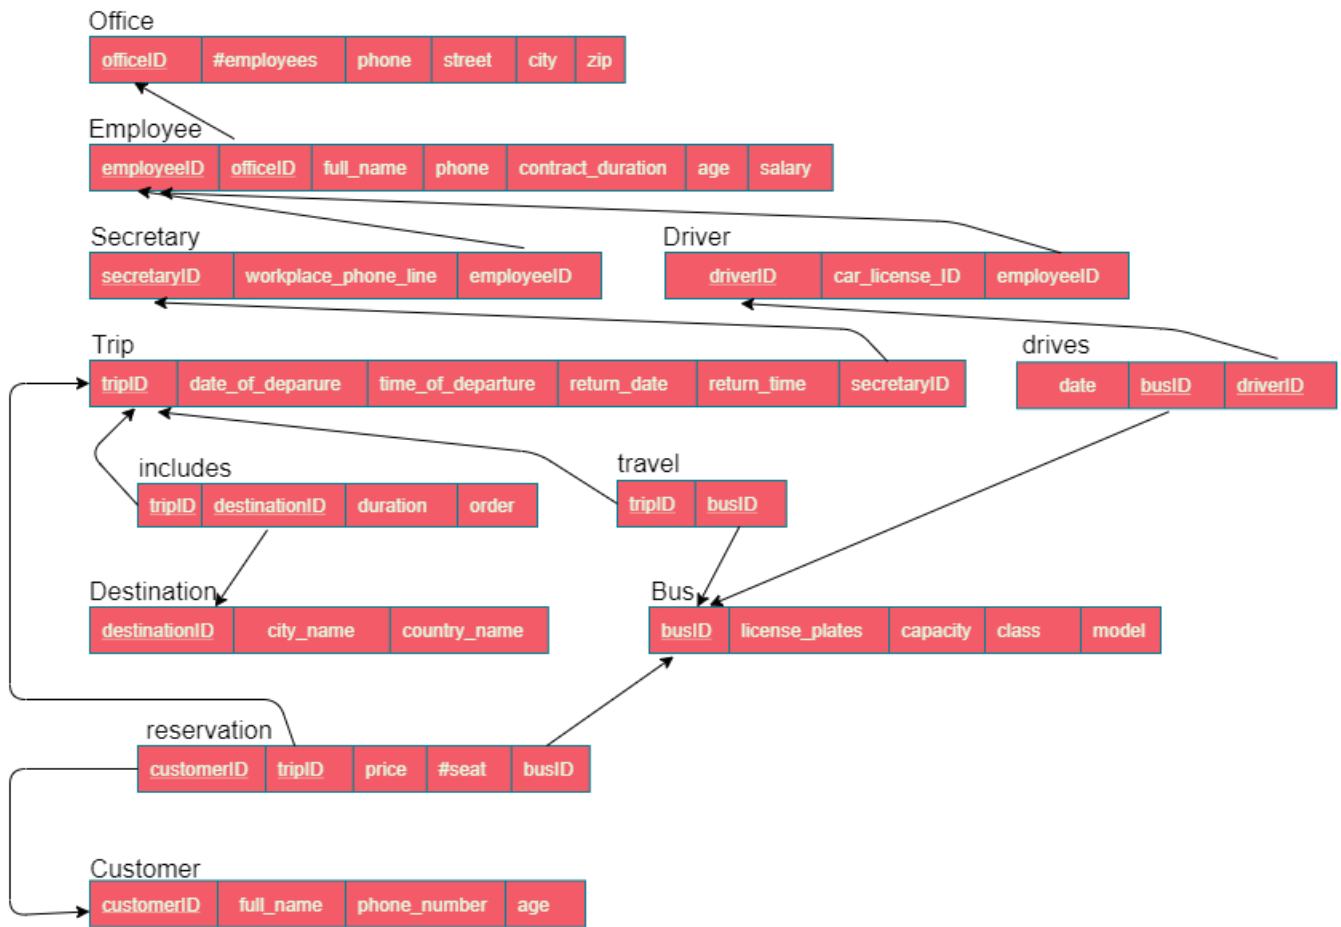 Office
officeID #employees phone street city zip
Employee
employeeID officeID full_name phone contract_duration age salary
Secretary Driver
secretaryID workplace_phone_line employeeID driverID car_license_ID employeeID
Trip drives
tripID date_of_deparure time_of_departure return_date return_time secretaryID date busID driverID
includes travel
tripID destinationID duration order tripID busID
Destination Bus
destinationID city_name country_name busID license_plates capacity class model
reservation
customerID tripID price #seat busID
Customer
customerID full_name phone_number age